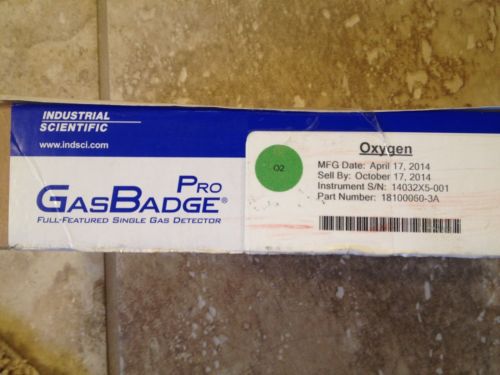 INDUSTRIAL
SCIENTIFIC
www.indsci.com
PRO
GASBADGE®
FULL-FEATURED SINGLE GAS DETECTOR
O2
Oxygen
MFG Date: April 17, 2014
Sell By: October 17, 2014
Instrument S/N: 14032X5-001
Part Number: 18100060-3A